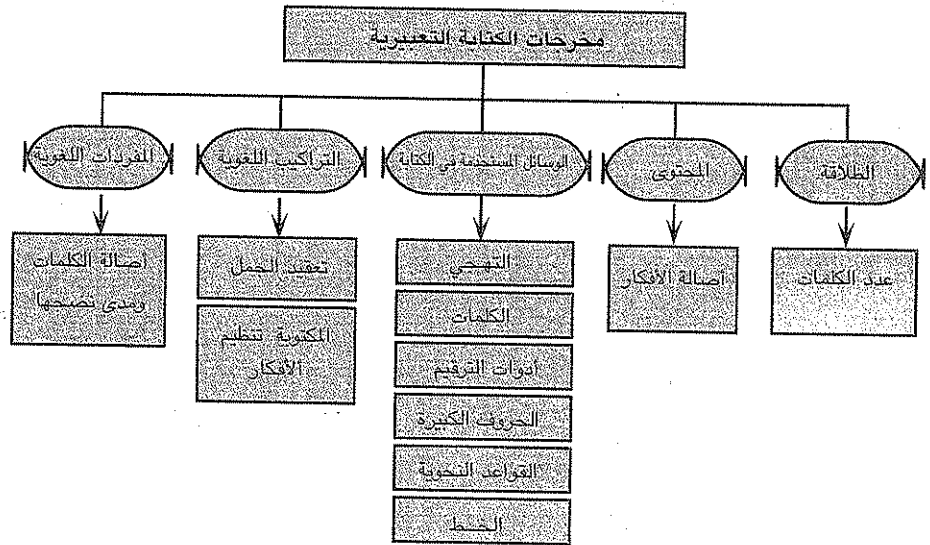 مخرجات الكتابة التعبيرية
الطلاقة
المحتوى
الوسائل المستخدمة في الكتابة
التراكيب اللغوية
المفردات اللغوية
عدد الكلمات
أصالة الأفكار
التهجي
الكلمات
أدوات الترقيم
الحروف الكبيرة
القواعد النحوية
الخط
تعقيد الجمل
المكتوبة تنظيم
الأفكار
أصالة الكلمات
ومدى نضجها